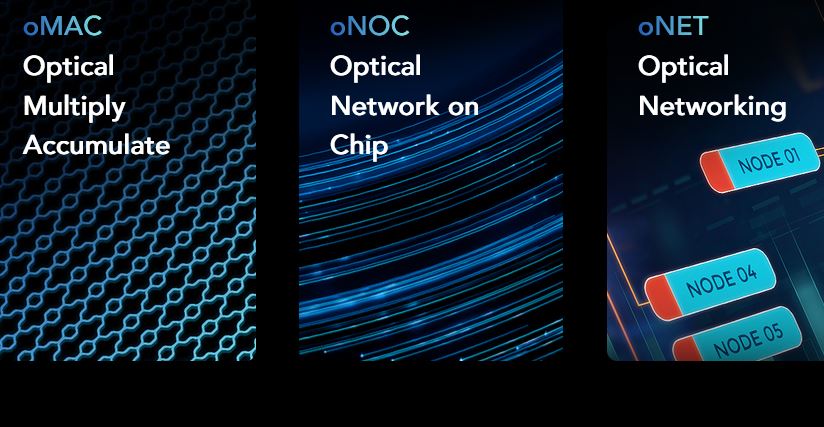 oMAC
Optical
Multiply
Accumulate
oNOC
Optical
Network on
Chip
oNET
Optical
Networking
NODE 01
NODE 04
NODE 05